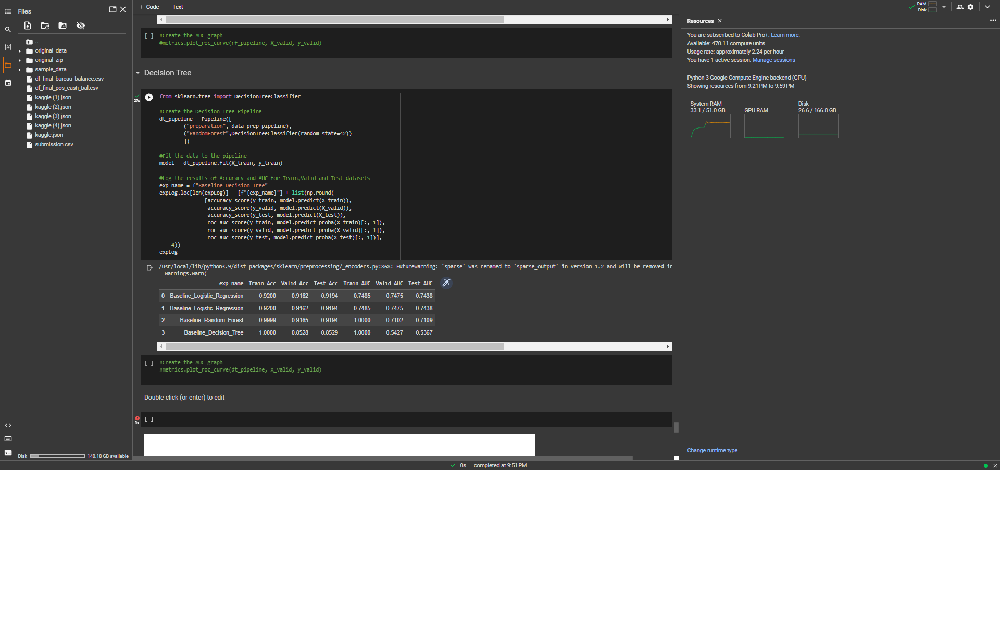 Files
+ Code + Text
RAM
Disk
..
original_data
original_zip
sample_data
df_final_bureau_balance.csv
df_final_pos_cash_bal.csv
kaggle (1).json
kaggle (2).json
kaggle (3).json
kaggle (4).json
kaggle.json
submission.csv
Disk 140.18 GB available
[ ] #Create the AUC graph
#metrics.plot_roc_curve(rf_pipeline, X_valid, y_valid)
Decision Tree
27s
from sklearn.tree import DecisionTreeClassifier
#Create the Decision Tree Pipeline
dt_pipeline = Pipeline([
("preparation", data_prep_pipeline),
("RandomForest",DecisionTreeClassifier(random_state=42))
])
#Fit the data to the pipeline
model = dt_pipeline.fit(X_train, y_train)
#Log the results of Accuracy and AUC for Train,Valid and Test datasets
exp_name = f"Baseline_Decision_Tree"
expLog.loc[len(expLog)] = [f"{exp_name}"] + list(np.round(
[accuracy_score(y_train, model.predict(X_train)),
accuracy_score(y_valid, model.predict(X_valid)),
accuracy_score(y_test, model.predict(X_test)),
roc_auc_score(y_train, model.predict_proba(X_train)[:, 1]),
roc_auc_score(y_valid, model.predict_proba(X_valid)[:, 1]),
roc_auc_score(y_test, model.predict_proba(X_test)[:, 1])],
4))
expLog
/usr/local/lib/python3.9/dist-packages/sklearn/preprocessing/_encoders.py:868: FutureWarning: `sparse` was renamed to `sparse_output` in version 1.2 and will be removed in
warnings.warn(
exp_name Train Acc Valid Acc Test Acc Train AUC Valid AUC Test AUC
0 Baseline_Logistic_Regression 0.9200 0.9162 0.9194 0.7485 0.7475 0.7438
1 Baseline_Logistic_Regression 0.9200 0.9162 0.9194 0.7485 0.7475 0.7438
2 Baseline_Random_Forest 0.9999 0.9165 0.9194 1.0000 0.7102 0.7109
3 Baseline_Decision_Tree 1.0000 0.8528 0.8529 1.0000 0.5427 0.5367
[ ] #Create the AUC graph
#metrics.plot_roc_curve(dt_pipeline, X_valid, y_valid)
Double-click (or enter) to edit
0s
[ ]
Resources
You are subscribed to Colab Pro+. Learn more.
Available: 470.11 compute units
Usage rate: approximately 2.24 per hour
You have 1 active session. Manage sessions
Python 3 Google Compute Engine backend (GPU)
Showing resources from 9:21 PM to 9:59 PM
System RAM
33.1 / 51.0 GB
GPU RAM
Disk
26.6 / 166.8 GB
Change runtime type
0s completed at 9:51 PM